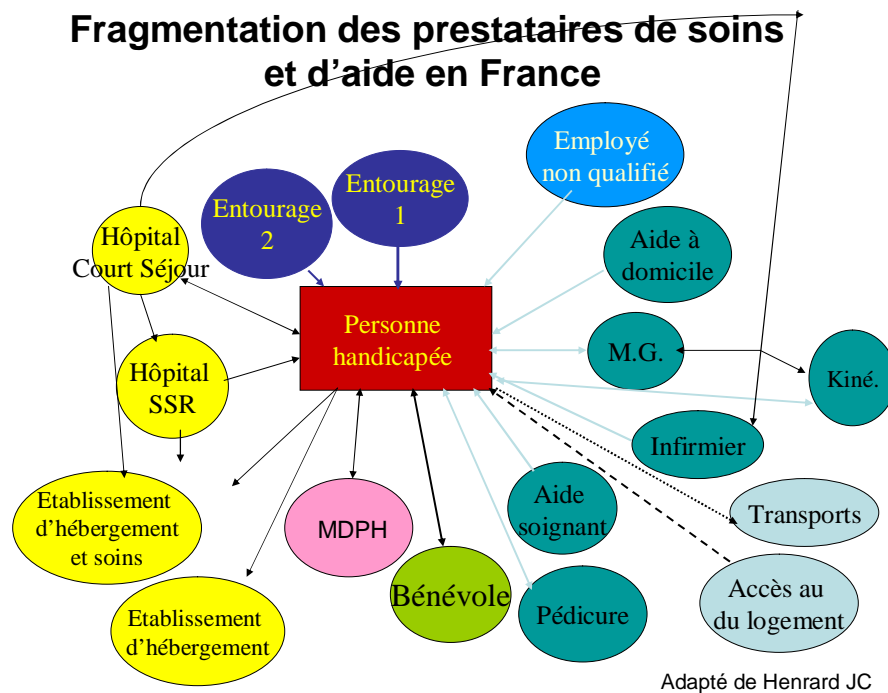 Fragmentation des prestataires de soins
et d'aide en France
Employé
non qualifié
Entourage
1
Entourage
2
Hôpital
Court Séjour
Aide à
domicile
Personne
handicapée
M.G.
Kiné.
Hôpital
SSR
Infirmier
Etablissement
d'hébergement
et soins
MDPH
Aide
soignant
Transports
Bénévole
Pédicure
Accès au
du logement
Etablissement
d'hébergement
Adapté de Henrard JC